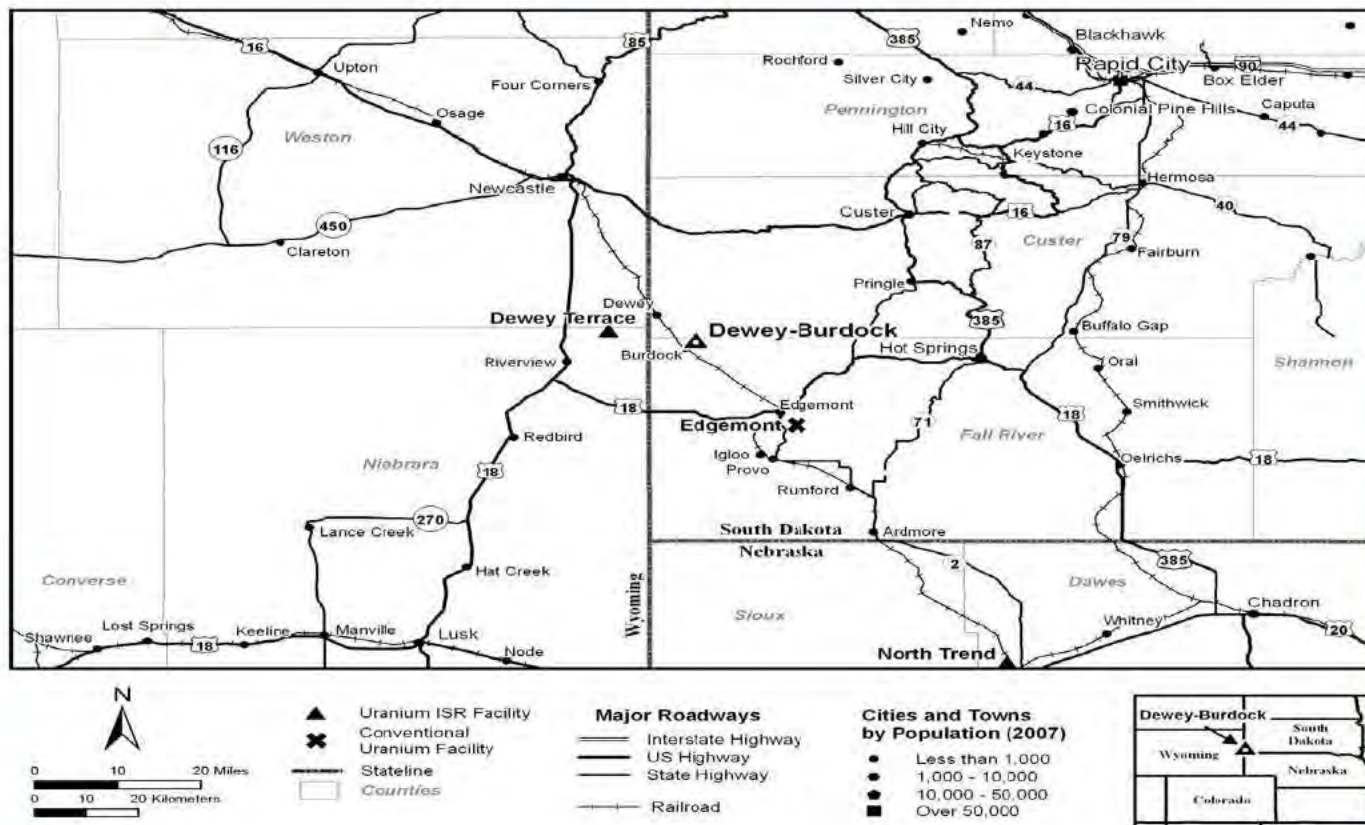 Nemo
385
Blackhawk
16
85
Rochford
Rapid City
90
Upton
Four Corners
Silver City
44
Box Elder
Pennington
Osage
Colonial Pine Hills
Caputa
Weston
Hill City
16
44
116
Keystone
Newcastle
Hermosa
Custer
16
40
450
87
Custer
79
Clareton
Fairburn
Pringle
Dewey
Dewey Terrace
Dewey-Burdock
385
Buffalo Gap
Riverview
Burdock
Hot Springs
Oral
Shannon
18
Edgemont
Smithwick
Edgemont
71
18
Redbird
Fall River
Niobrara
Igloo
Oelrichs
18
18
Provo
Rumford
270
Lance Creek
South Dakota
Ardmore
Nebraska
Hat Creek
2
385
Converse
Dawes
Wyoming
Sioux
Chadron
Shawnee
Lost Springs
Keeline
Manville
Lusk
Whitney
20
18
Node
North Trend
N
0 10 20 Miles
0 10 20 Kilometers
Uranium ISR Facility
Conventional
Uranium Facility
Stateline
Counties
Major Roadways
Interstate Highway
US Highway
State Highway
Railroad
Cities and Towns
by Population (2007)
Less than 1,000
1,000 - 10,000
10,000 - 50,000
Over 50,000
Dewey-Burdock
South
Dakota
Wyoming
Nebraska
Colorado